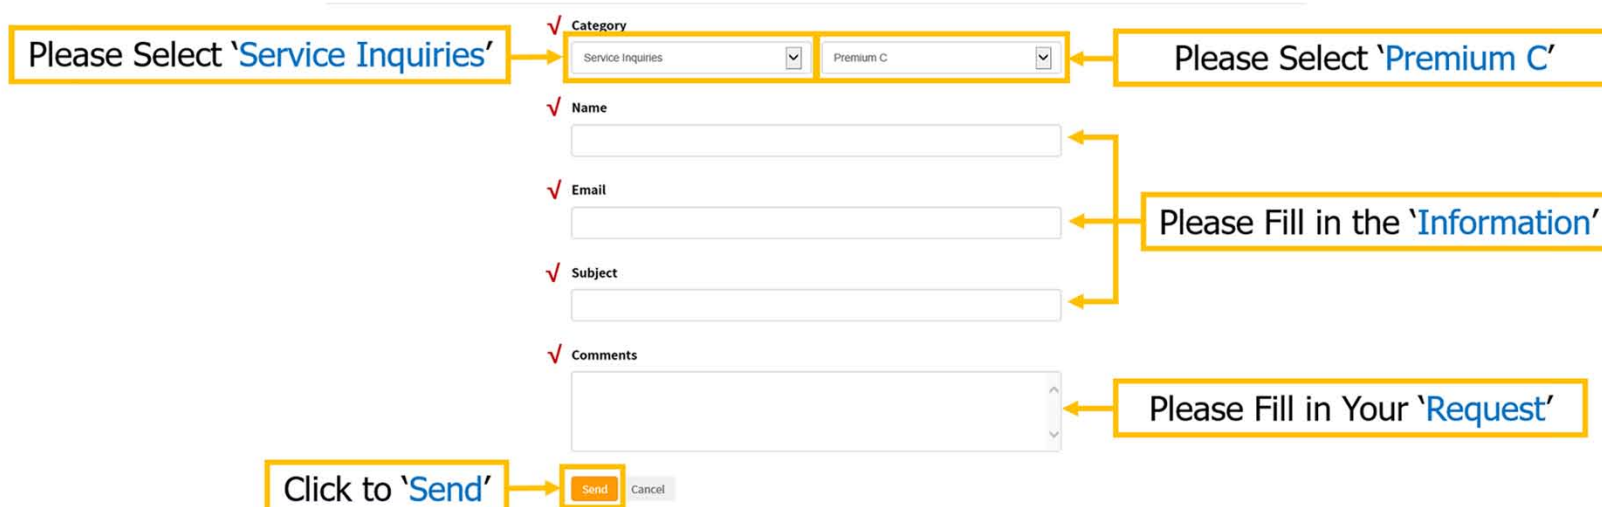 √ Category
Please Select ‘Service Inquiries’
Service Inquiries
Premium C
Please Select ‘Premium C’
√ Name
√ Email
Please Fill in the ‘Information’
√ Subject
√ Comments
Please Fill in Your ‘Request’
Click to ‘Send’
Send
Cancel